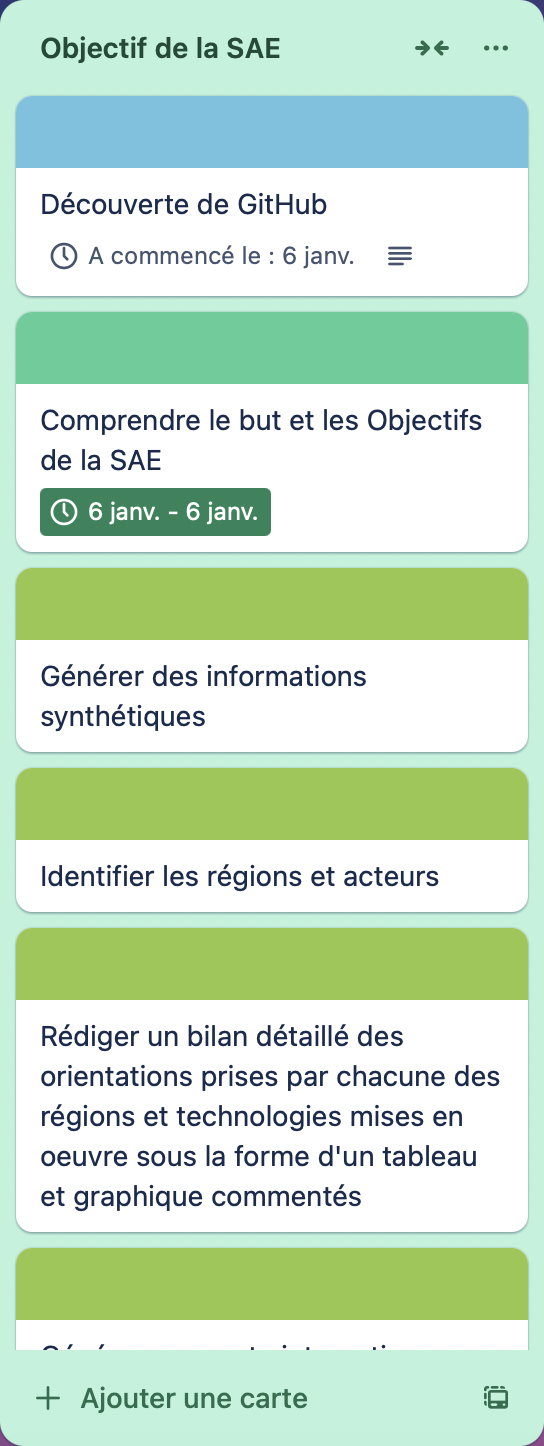 Objectif de la SAE
Découverte de GitHub
A commencé le : 6 janv.
Comprendre le but et les Objectifs
de la SAE
6 janv. - 6 janv.
Générer des informations
synthétiques
Identifier les régions et acteurs
Rédiger un bilan détaillé des
orientations prises par chacune des
régions et technologies mises en
oeuvre sous la forme d'un tableau
et graphique commentés
Ajouter une carte